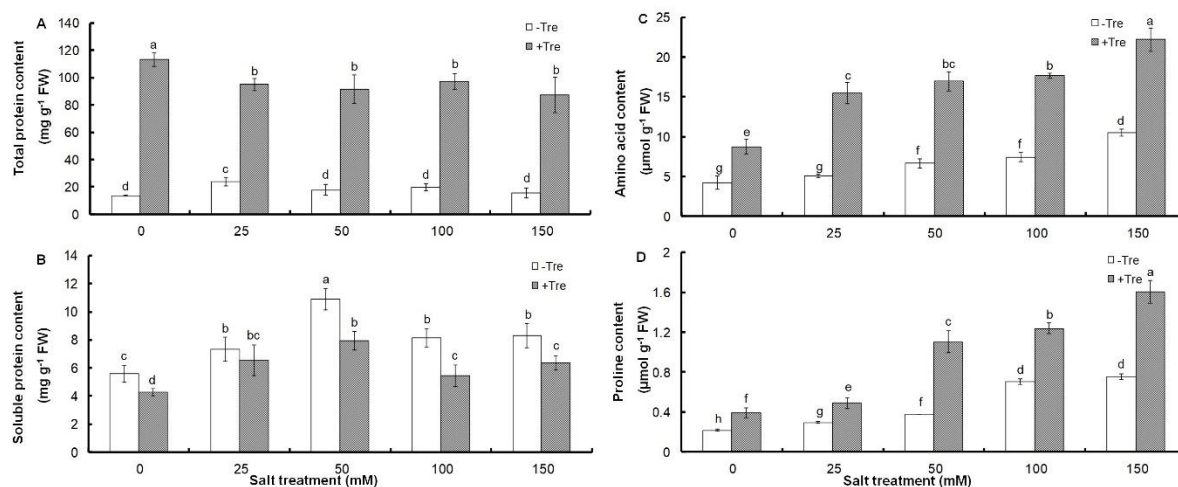 A
-Tre
+Tre
Total protein content
(mg g⁻¹ FW)
140
120
100
80
60
40
20
0
d
a
c
b
d
b
d
b
d
b
0
25
50
100
150
B
-Tre
+Tre
Soluble protein content
(mg g⁻¹ FW)
14
12
10
8
6
4
2
0
c
d
b
bc
a
b
b
c
b
c
0
25
50
100
150
Salt treatment (mM)
C
-Tre
+Tre
Amino acid content
(μmol g⁻¹ FW)
25
20
15
10
5
0
g
e
g
c
f
bc
f
b
d
a
0
25
50
100
150
D
-Tre
+Tre
Proline content
(μmol g⁻¹ FW)
2
1.6
1.2
0.8
0.4
0
h
f
g
e
f
c
d
b
d
a
0
25
50
100
150
Salt treatment (mM)